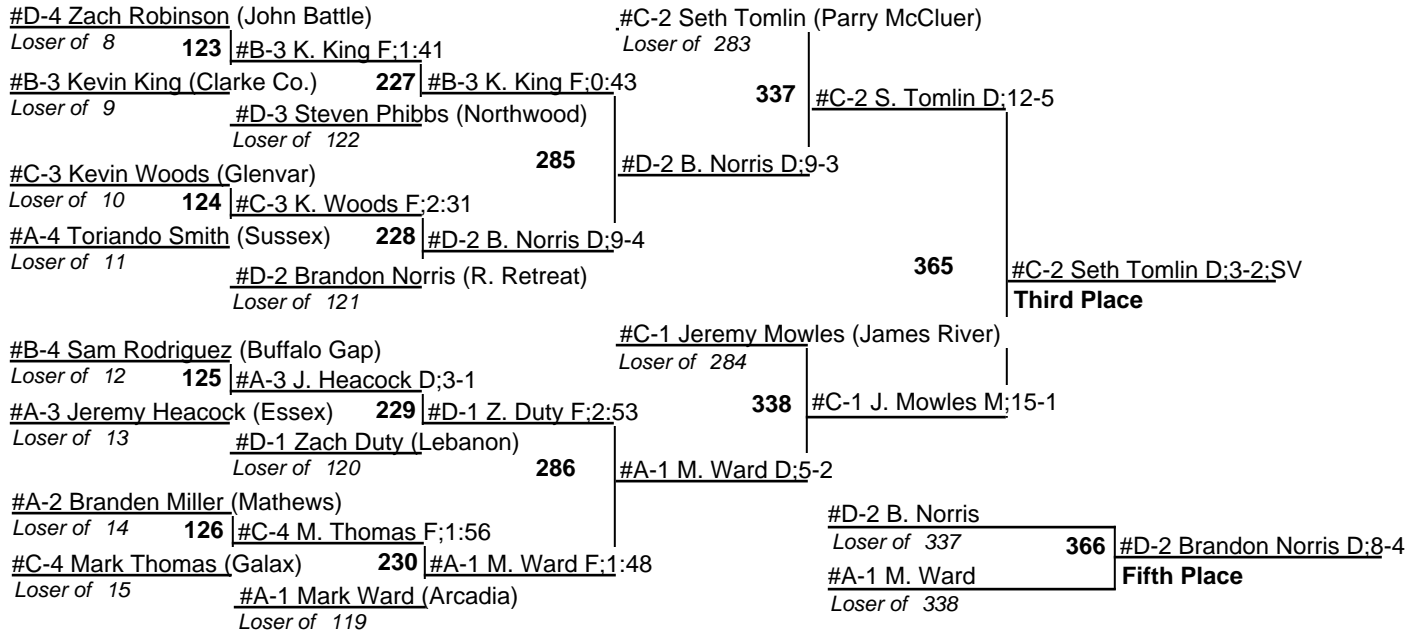 #D-4 Zach Robinson (John Battle)
Loser of 8
123
#B-3 K. King F;1:41
#B-3 Kevin King (Clarke Co.)
Loser of 9
227
#B-3 K. King F;0:43
#D-3 Steven Phibbs (Northwood)
Loser of 122
285
#D-2 B. Norris D;9-3
#C-3 Kevin Woods (Glenvar)
Loser of 10
124
#C-3 K. Woods F;2:31
#A-4 Toriando Smith (Sussex)
Loser of 11
228
#D-2 B. Norris D;9-4
#D-2 Brandon Norris (R. Retreat)
Loser of 121
#C-2 Seth Tomlin (Parry McCluer)
Loser of 283
337
#C-2 S. Tomlin D;12-5
365
#C-2 Seth Tomlin D;3-2;SV
Third Place
#B-4 Sam Rodriguez (Buffalo Gap)
Loser of 12
125
#A-3 J. Heacock D;3-1
#A-3 Jeremy Heacock (Essex)
Loser of 13
229
#D-1 Z. Duty F;2:53
#D-1 Zach Duty (Lebanon)
Loser of 120
286
#A-1 M. Ward D;5-2
#A-2 Branden Miller (Mathews)
Loser of 14
126
#C-4 M. Thomas F;1:56
#C-4 Mark Thomas (Galax)
Loser of 15
230
#A-1 M. Ward F;1:48
#A-1 Mark Ward (Arcadia)
Loser of 119
#C-1 Jeremy Mowles (James River)
Loser of 284
338
#C-1 J. Mowles M;15-1
#D-2 B. Norris
Loser of 337
366
#D-2 Brandon Norris D;8-4
Fifth Place
#A-1 M. Ward
Loser of 338